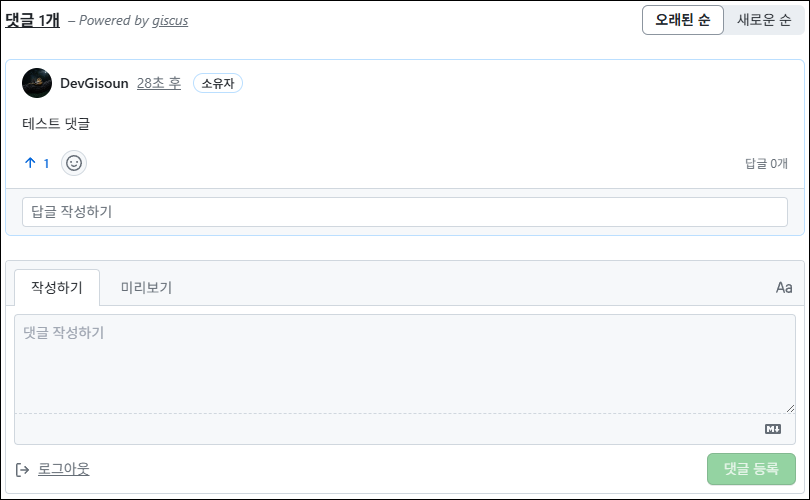 댓글 1개 – Powered by giscus 오래된 순 새로운 순
DevGisoun 28초 후 소유자
테스트 댓글
1 답글 0개
답글 작성하기
작성하기 미리보기 Aa
댓글 작성하기
M
로그아웃 댓글 등록